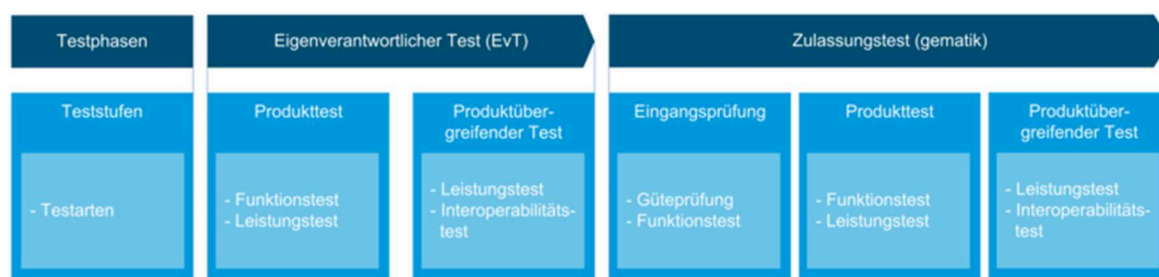 Testphasen
Eigenverantwortlicher Test (EvT)
Zulassungstest (gematik)
Teststufen
- Testarten
Produkttest
- Funktionstest
- Leistungstest
Produktüber-
greifender Test
- Leistungstest
- Interoperabilitäts-
test
Eingangsprüfung
- Güteprüfung
- Funktionstest
Produkttest
- Funktionstest
- Leistungstest
Produktüber-
greifender Test
- Leistungstest
- Interoperabilitäts-
test